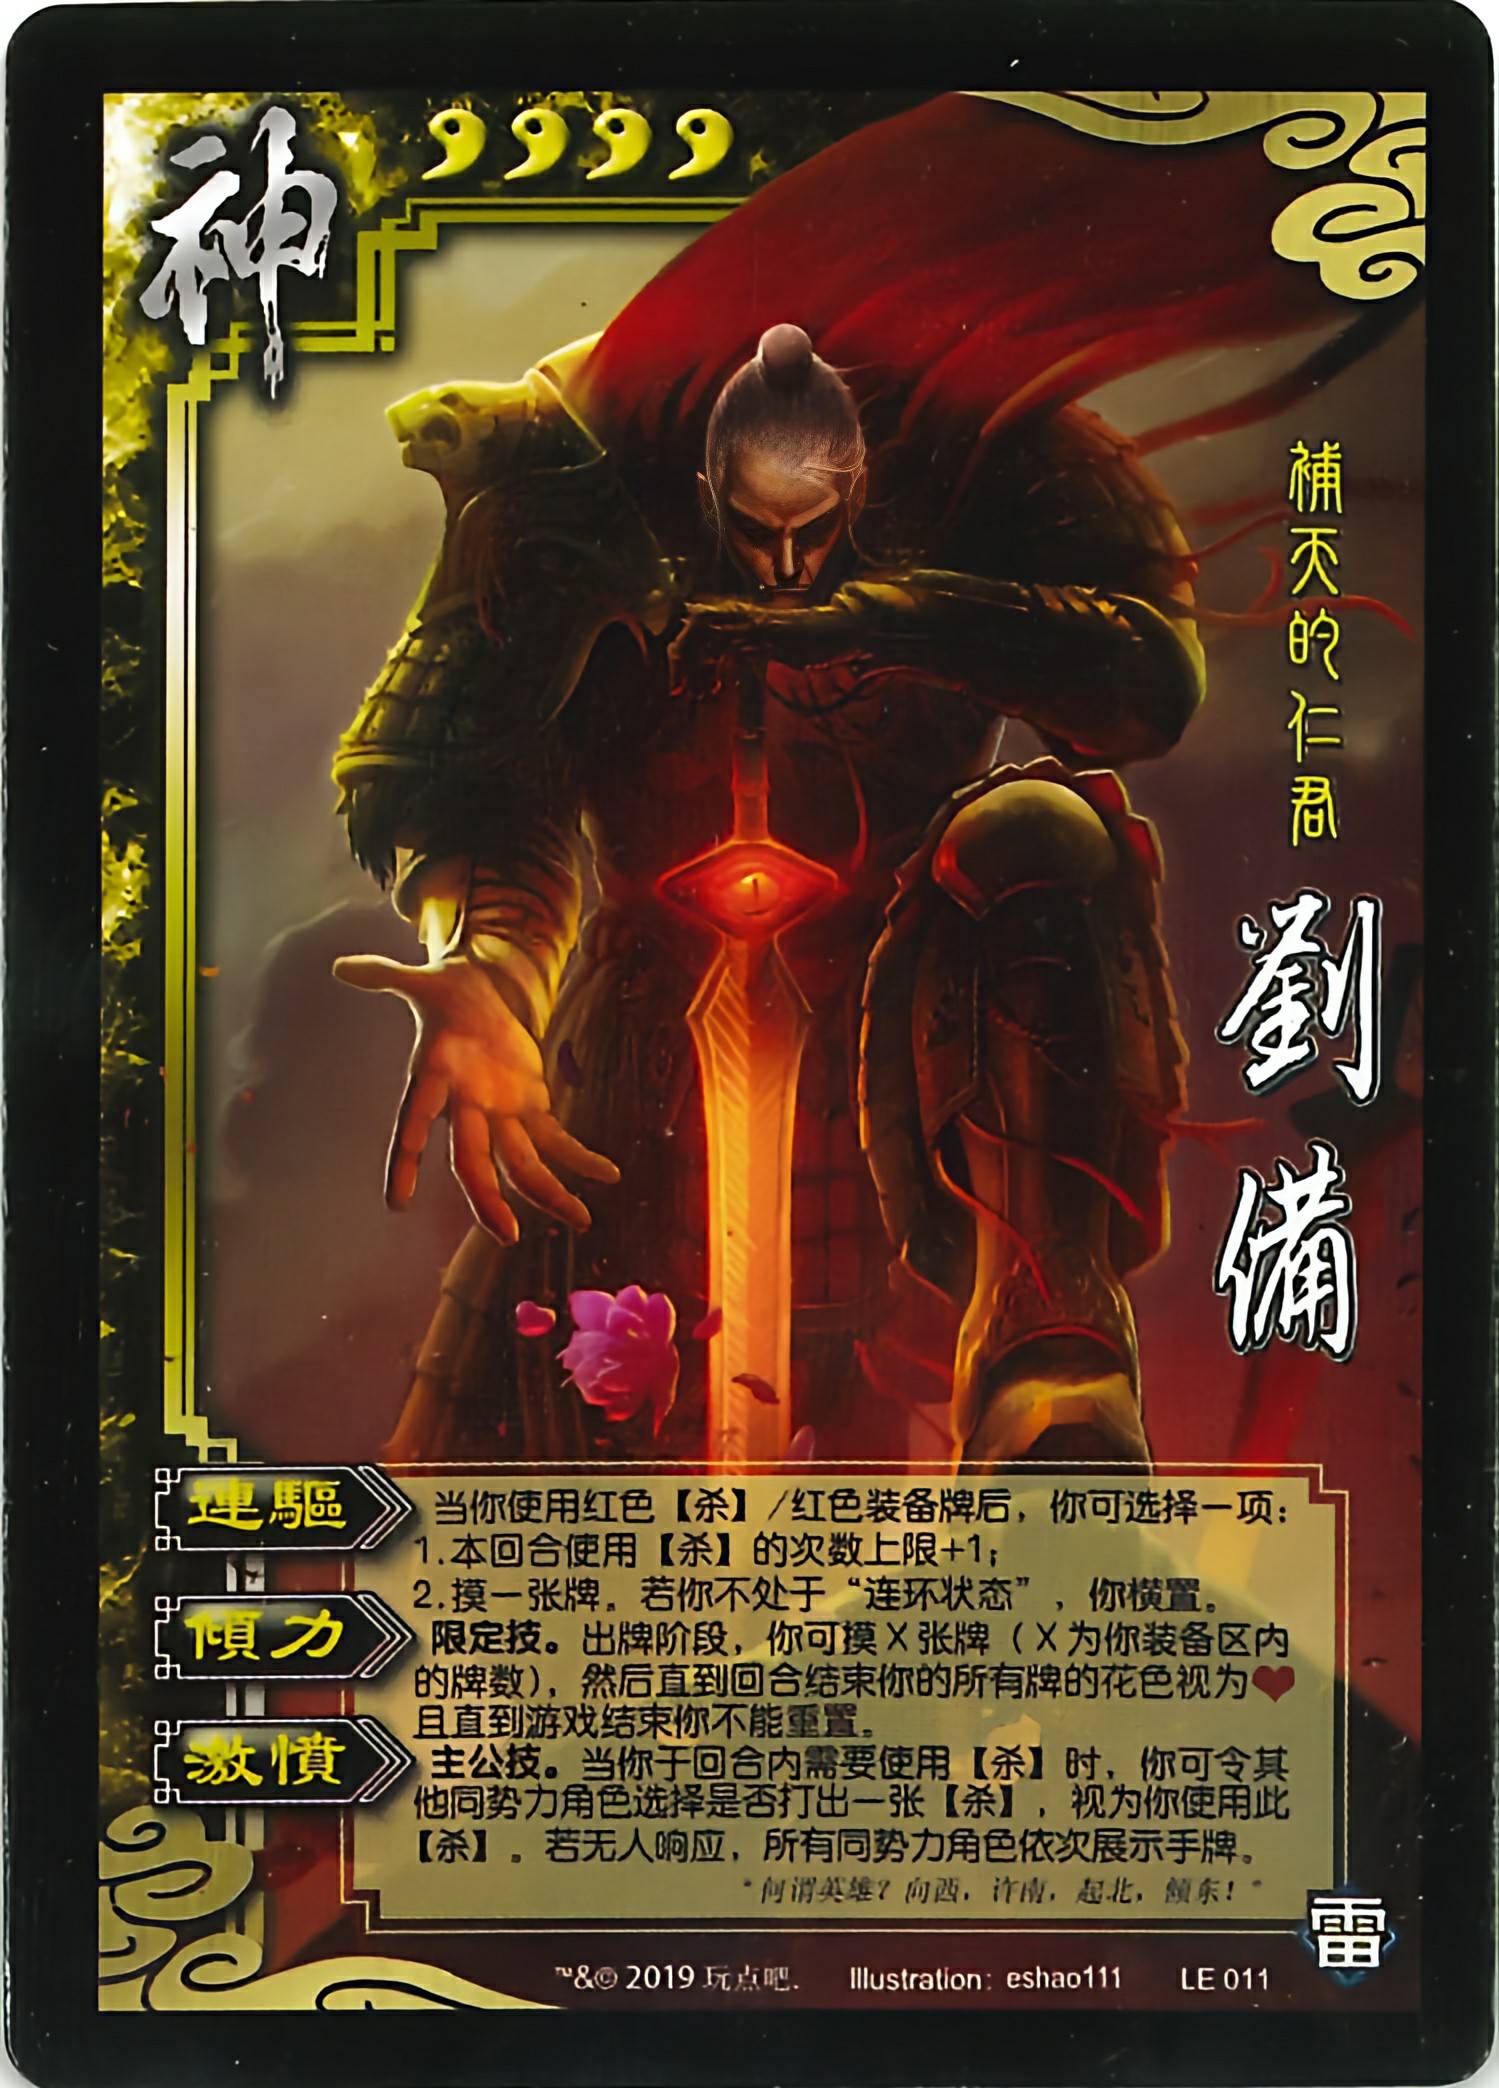 神
補天的仁君
劉備
連驅
当你使用红色【杀】/红色装备牌后，你可选择一项：
1.本回合使用【杀】的次数上限+1；
2.摸一张牌。若你不处于“连环状态”，你横置。
傾力
限定技。出牌阶段，你可摸X张牌（X为你装备区内
的牌数），然后直到回合结束你的所有牌的花色视为❤
且直到游戏结束你不能重置。
激憤
主公技。当你于回合内需要使用【杀】时，你可令其
他同势力角色选择是否打出一张【杀】，视为你使用此
【杀】。若无人响应，所有同势力角色依次展示手牌。
“何谓英雄？向西，许南，起北，倾东！”
雷
™&© 2019 玩点吧. Illustration: eshao111 LE 011